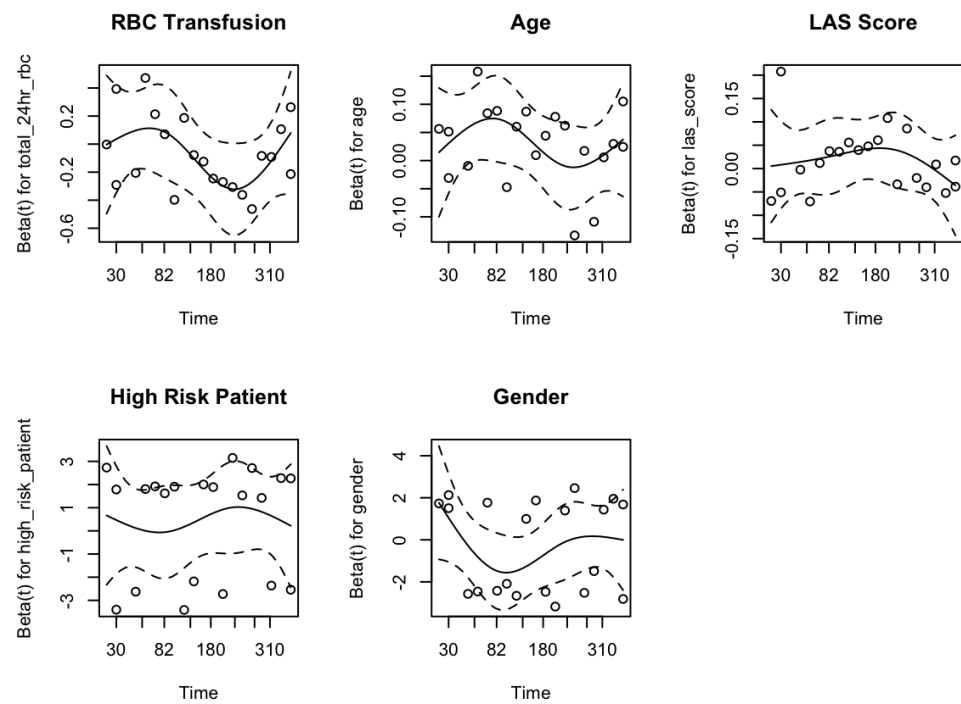 RBC Transfusion
Beta(t) for total_24hr_rbc
0.2
-0.2
-0.6
30 82 180 310
Time
Age
Beta(t) for age
0.10
0.00
-0.10
30 82 180 310
Time
LAS Score
Beta(t) for las_score
0.15
0.00
-0.15
30 82 180 310
Time
High Risk Patient
Beta(t) for high_risk_patient
3
1
-1
-3
30 82 180 310
Time
Gender
Beta(t) for gender
4
2
0
-2
30 82 180 310
Time